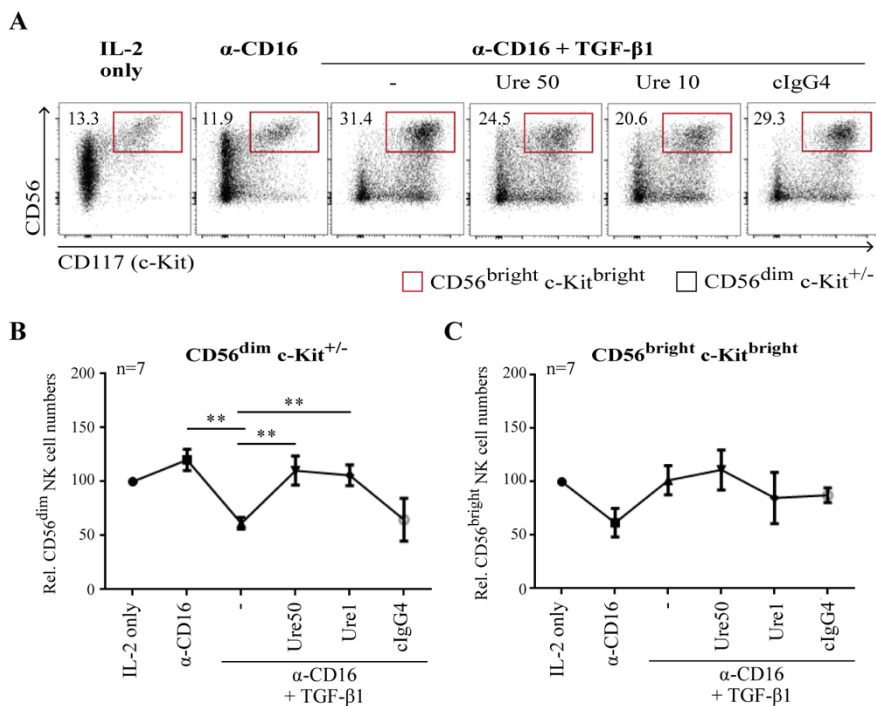 A
IL-2 only
α-CD16
α-CD16 + TGF-β1
-
Ure 50
Ure 10
cIgG4
13.3
11.9
31.4
24.5
20.6
29.3
CD56
CD117 (c-Kit)
CD56bright c-Kitbright
CD56dim c-Kit+/-
B
CD56dim c-Kit+/-
n=7
Rel. CD56dim NK cell numbers
200
150
100
50
0
**
**
**
IL-2 only
α-CD16
-
Ure50
Ure1
cIgG4
α-CD16
+ TGF-β1
C
CD56bright c-Kitbright
n=7
Rel. CD56bright NK cell numbers
200
150
100
50
0
IL-2 only
α-CD16
-
Ure50
Ure1
cIgG4
α-CD16
+ TGF-β1